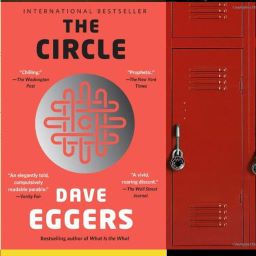 INTERNATIONAL BESTSELLER
THE
CIRCLE
"Chilling."
—The Washington
Post
"Prophetic."
—The New York
Times
"An elegantly told,
compulsively
readable parable."
—Vanity Fair
"A vivid,
roaring dissent."
—The Wall Street
Journal
DAVE
EGGERS
Bestselling author of What Is the What